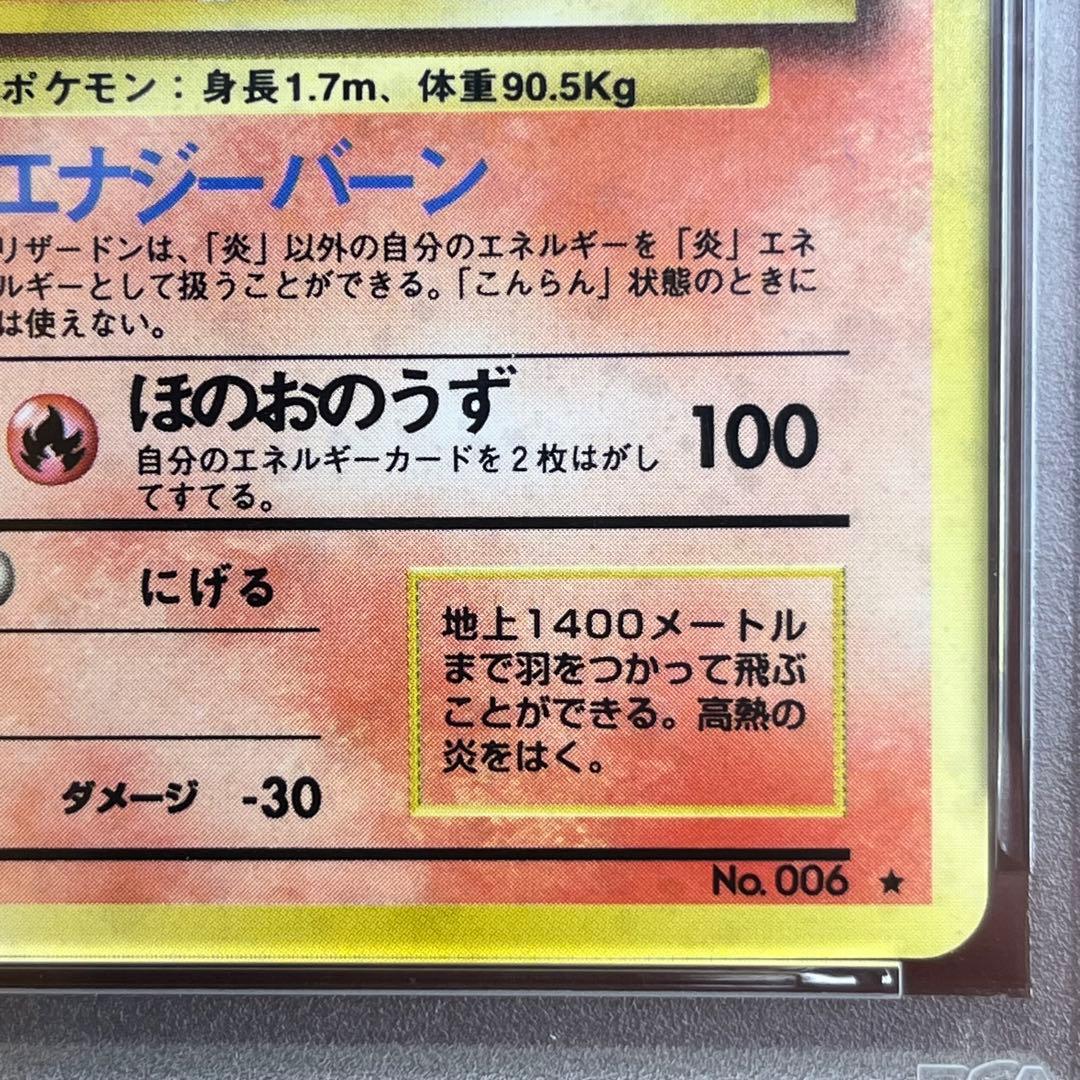 ポケモン：身長1.7m、体重90.5Kg
エナジーバーン
リザードンは、「炎」以外の自分のエネルギーを「炎」エネ
ルギーとして扱うことができる。「こんらん」状態のときに
は使えない。
ほのおのうず 100
自分のエネルギーカードを２枚はがし
てすてる。
にげる
地上1400メートル
まで羽をつかって飛ぶ
ことができる。高熱の
炎をはく。
ダメージ -30
No. 006 ★